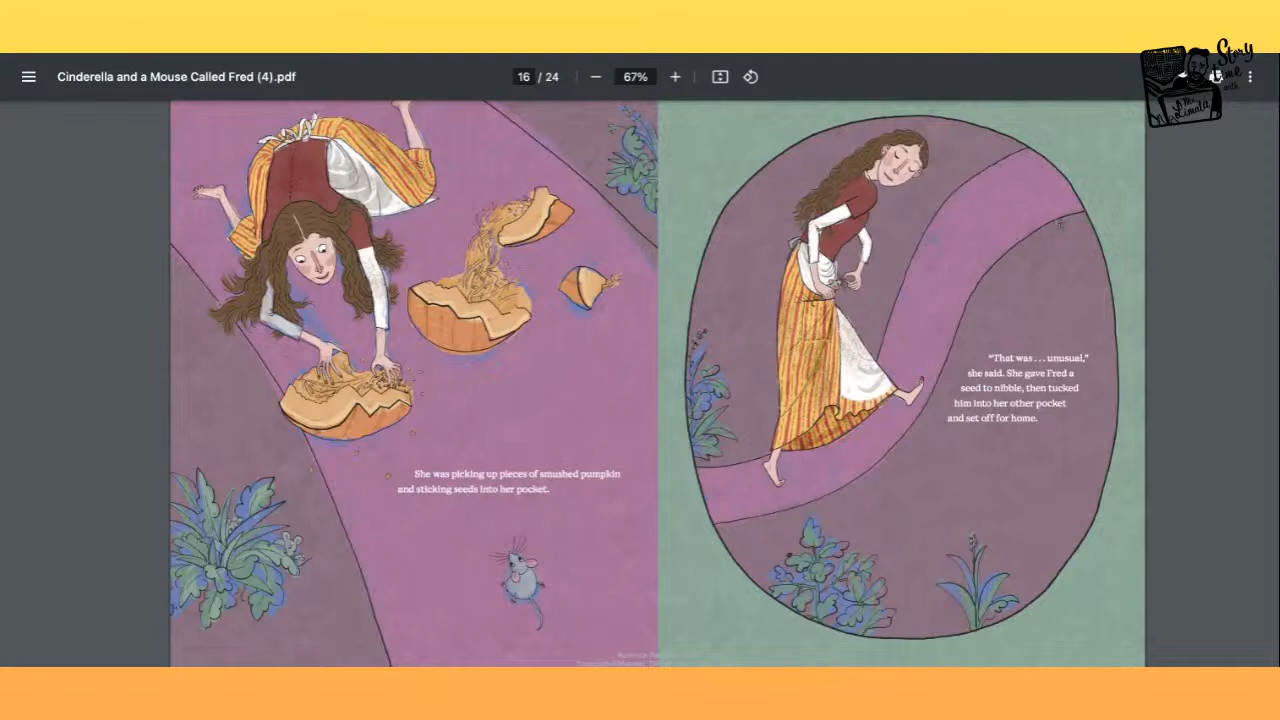 Cinderella and a Mouse Called Fred (4).pdf
16 / 24
67%
Story
time
with
Mr.
Limata
She was picking up pieces of smushed pumpkin
and sticking seeds into her pocket.
“That was . . . unusual,”
she said. She gave Fred a
seed to nibble, then tucked
him into her other pocket
and set off for home.